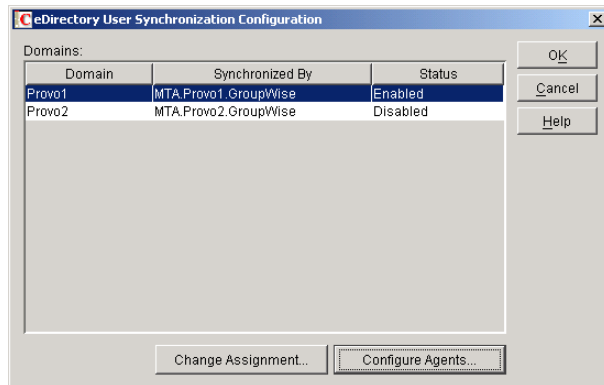 eDirectory User Synchronization Configuration
Domains:
Domain Synchronized By Status
Provo1 MTA.Provo1.GroupWise Enabled
Provo2 MTA.Provo2.GroupWise Disabled
OK
Cancel
Help
Change Assignment... Configure Agents...